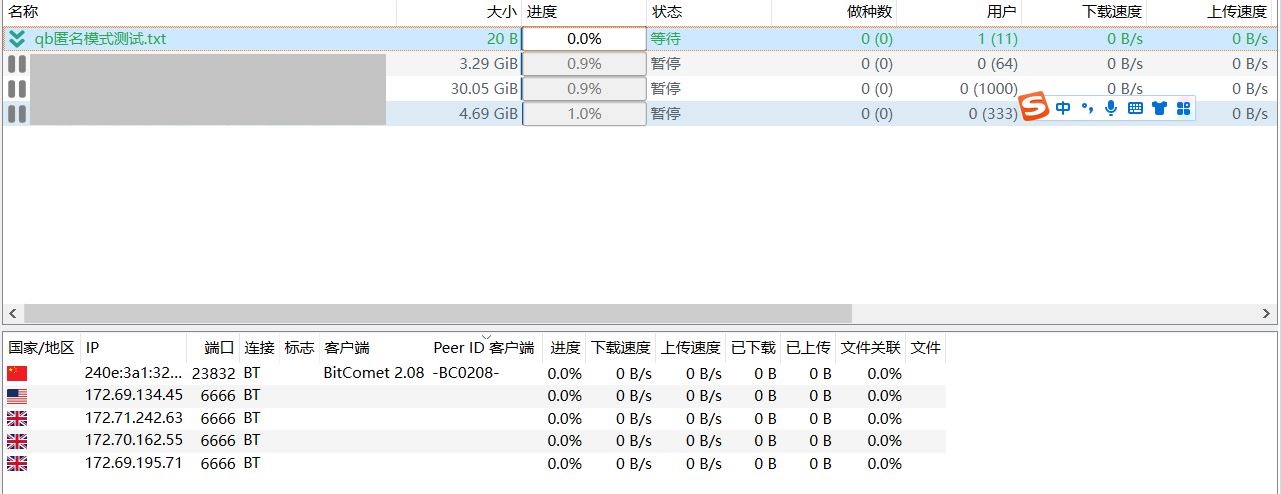 名称 大小 进度 状态 做种数 用户 下载速度 上传速度
qb匿名模式测试.txt 20 B 0.0% 等待 0 (0) 1 (11) 0 B/s 0 B/s
3.29 GiB 0.9% 暂停 0 (0) 0 (64) 0 B/s 0 B/s
30.05 GiB 0.9% 暂停 0 (0) 0 (1000) 0 B/s 0 B/s
4.69 GiB 1.0% 暂停 0 (0) 0 (333) S 中 0 B/s
国家/地区 IP 端口 连接 标志 客户端 Peer ID 客户端 进度 下载速度 上传速度 已下载 已上传 文件关联 文件
240e:3a1:32... 23832 BT BitComet 2.08 -BC0208- 0.0% 0 B/s 0 B/s 0 B 0 B 0.0%
172.69.134.45 6666 BT 0.0% 0 B/s 0 B/s 0 B 0 B 0.0%
172.71.242.63 6666 BT 0.0% 0 B/s 0 B/s 0 B 0 B 0.0%
172.70.162.55 6666 BT 0.0% 0 B/s 0 B/s 0 B 0 B 0.0%
172.69.195.71 6666 BT 0.0% 0 B/s 0 B/s 0 B 0 B 0.0%